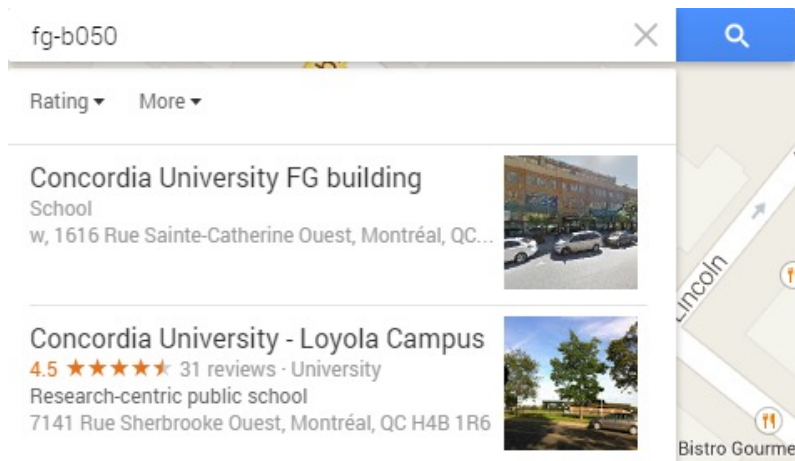 fg-b050
Rating More
Concordia University FG building
School
w, 1616 Rue Sainte-Catherine Ouest, Montréal, QC...
Concordia University - Loyola Campus
4.5 31 reviews · University
Research-centric public school
7141 Rue Sherbrooke Ouest, Montréal, QC H4B 1R6
Lincoln
Bistro Gourme